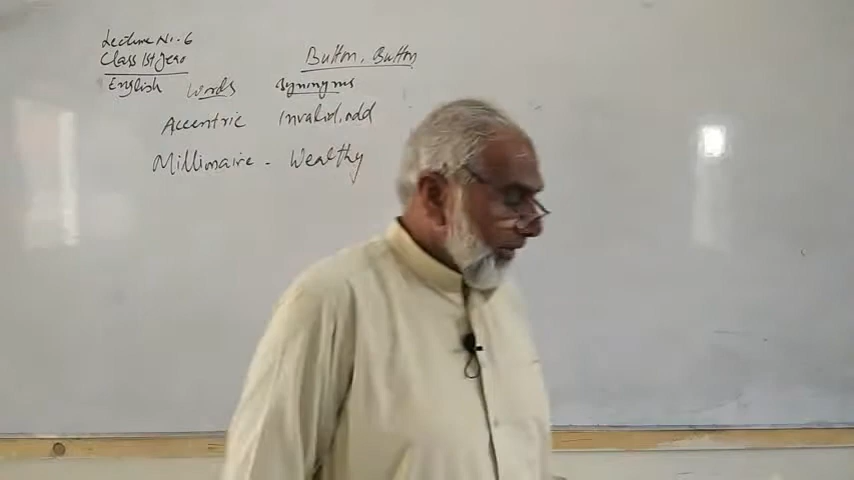 Lecture No-6
Class 1st year Button, Button
English Words Synonyms
Accentric Invalid, odd
Millionaire - Wealthy